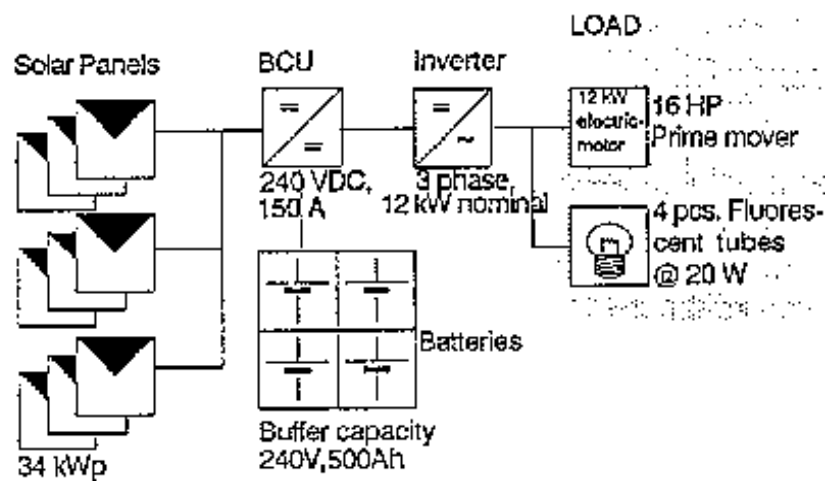 LOAD
Solar Panels
BCU
Inverter
12 kW
electric-
motor
16 HP
Prime mover
240 VDC,
150 A
3 phase,
12 kW nominal
4 pcs. Fluores-
cent tubes
@ 20 W
Batteries
Buffer capacity
240V, 500Ah
34 kWp